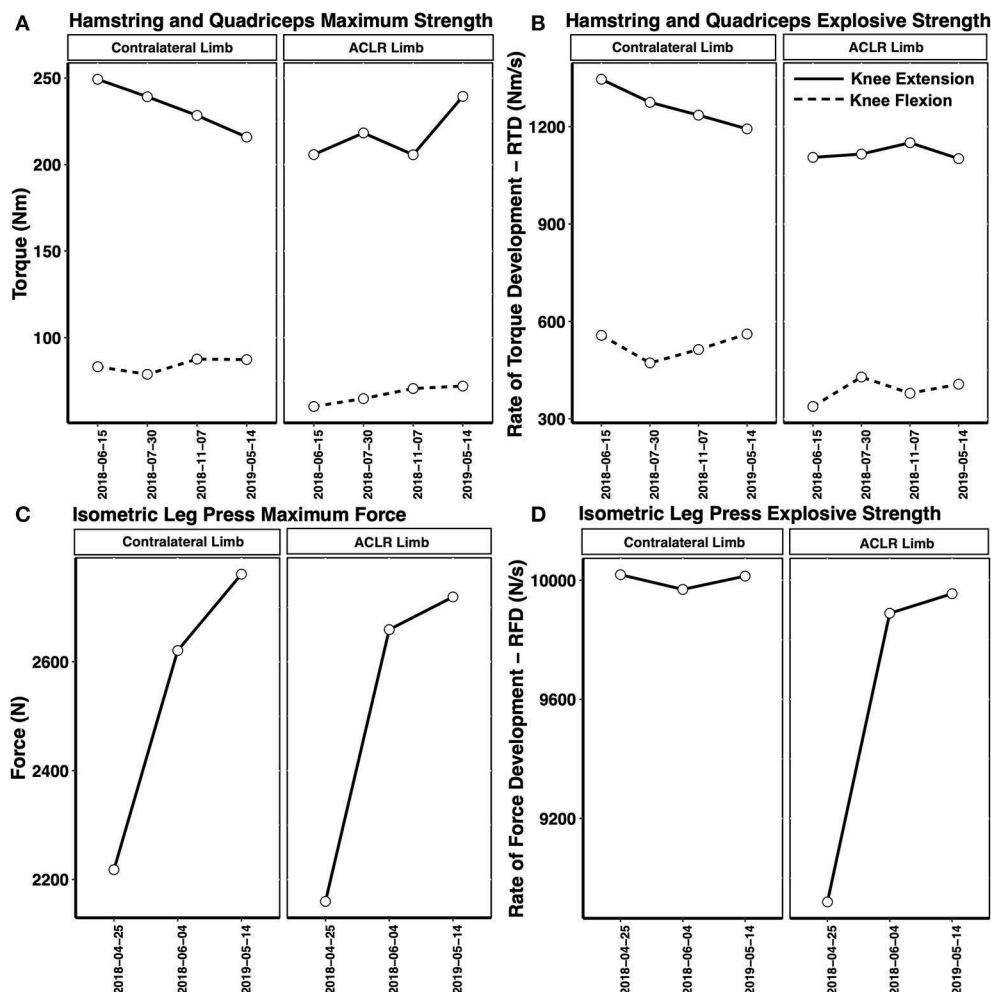 A Hamstring and Quadriceps Maximum Strength
Contralateral Limb
ACLR Limb
Torque (Nm)
250
200
150
100
2018–06–15
2018–07–30
2018–11–07
2019–05–14
2018–06–15
2018–07–30
2018–11–07
2019–05–14
B Hamstring and Quadriceps Explosive Strength
Contralateral Limb
ACLR Limb
Knee Extension
Knee Flexion
Rate of Torque Development – RTD (Nm/s)
1200
900
600
300
2018–06–15
2018–07–30
2018–11–07
2019–05–14
2018–06–15
2018–07–30
2018–11–07
2019–05–14
C Isometric Leg Press Maximum Force
Contralateral Limb
ACLR Limb
Force (N)
2600
2400
2200
2018–04–25
2018–06–04
2019–05–14
2018–04–25
2018–06–04
2019–05–14
D Isometric Leg Press Explosive Strength
Contralateral Limb
ACLR Limb
Rate of Force Development – RFD (N/s)
10000
9600
9200
2018–04–25
2018–06–04
2019–05–14
2018–04–25
2018–06–04
2019–05–14